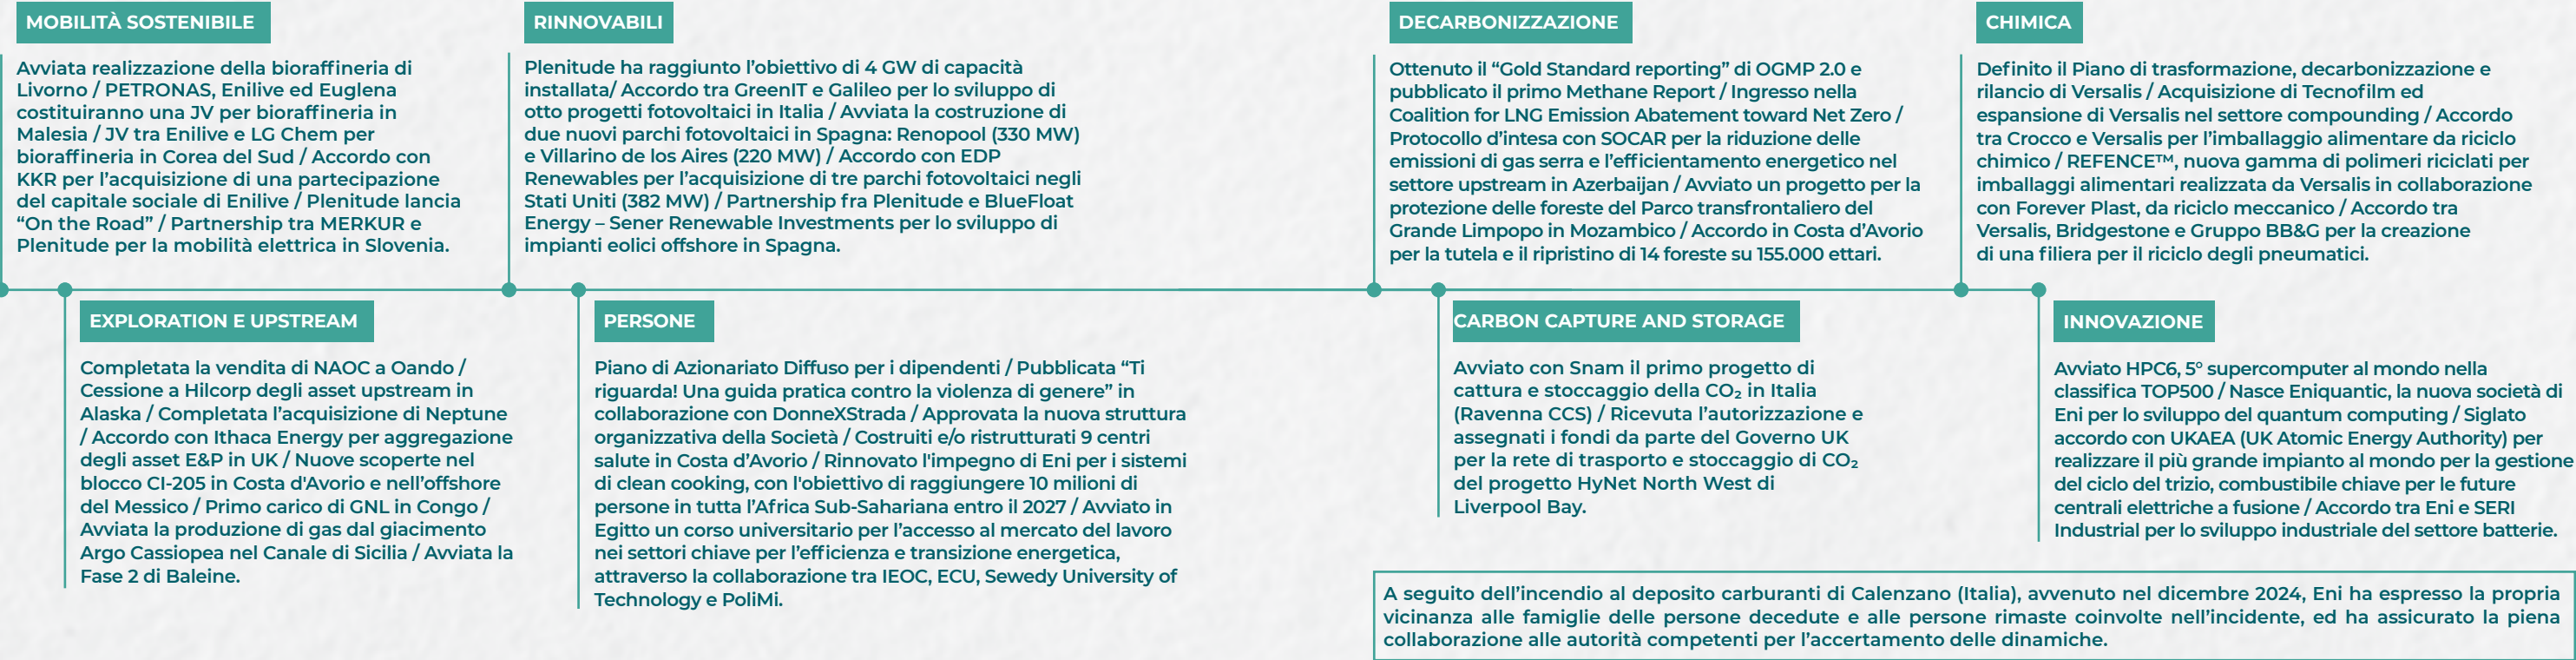 MOBILITÀ SOSTENIBILE
Avviata realizzazione della bioraffineria di
Livorno / PETRONAS, Enilive ed Euglena
costituiranno una JV per bioraffineria in
Malesia / JV tra Enilive e LG Chem per
bioraffineria in Corea del Sud / Accordo con
KKR per l’acquisizione di una partecipazione
del capitale sociale di Enilive / Plenitude lancia
“On the Road” / Partnership tra MERKUR e
Plenitude per la mobilità elettrica in Slovenia.
RINNOVABILI
Plenitude ha raggiunto l’obiettivo di 4 GW di capacità
installata/ Accordo tra GreenIT e Galileo per lo sviluppo di
otto progetti fotovoltaici in Italia / Avviata la costruzione di
due nuovi parchi fotovoltaici in Spagna: Renopool (330 MW)
e Villarino de los Aires (220 MW) / Accordo con EDP
Renewables per l’acquisizione di tre parchi fotovoltaici negli
Stati Uniti (382 MW) / Partnership fra Plenitude e BlueFloat
Energy – Sener Renewable Investments per lo sviluppo di
impianti eolici offshore in Spagna.
DECARBONIZZAZIONE
Ottenuto il “Gold Standard reporting” di OGMP 2.0 e
pubblicato il primo Methane Report / Ingresso nella
Coalition for LNG Emission Abatement toward Net Zero /
Protocollo d’intesa con SOCAR per la riduzione delle
emissioni di gas serra e l’efficientamento energetico nel
settore upstream in Azerbaijan / Avviato un progetto per la
protezione delle foreste del Parco transfrontaliero del
Grande Limpopo in Mozambico / Accordo in Costa d’Avorio
per la tutela e il ripristino di 14 foreste su 155.000 ettari.
CHIMICA
Definito il Piano di trasformazione, decarbonizzazione e
rilancio di Versalis / Acquisizione di Tecnofilm ed
espansione di Versalis nel settore compounding / Accordo
tra Crocco e Versalis per l’imballaggio alimentare da riciclo
chimico / REFENCE™, nuova gamma di polimeri riciclati per
imballaggi alimentari realizzata da Versalis in collaborazione
con Forever Plast, da riciclo meccanico / Accordo tra
Versalis, Bridgestone e Gruppo BB&G per la creazione
di una filiera per il riciclo degli pneumatici.
EXPLORATION E UPSTREAM
Completata la vendita di NAOC a Oando /
Cessione a Hilcorp degli asset upstream in
Alaska / Completata l’acquisizione di Neptune
/ Accordo con Ithaca Energy per aggregazione
degli asset E&P in UK / Nuove scoperte nel
blocco CI-205 in Costa d'Avorio e nell’offshore
del Messico / Primo carico di GNL in Congo /
Avviata la produzione di gas dal giacimento
Argo Cassiopea nel Canale di Sicilia / Avviata la
Fase 2 di Baleine.
PERSONE
Piano di Azionariato Diffuso per i dipendenti / Pubblicata “Ti
riguarda! Una guida pratica contro la violenza di genere” in
collaborazione con DonneXStrada / Approvata la nuova struttura
organizzativa della Società / Costruiti e/o ristrutturati 9 centri
salute in Costa d’Avorio / Rinnovato l'impegno di Eni per i sistemi
di clean cooking, con l'obiettivo di raggiungere 10 milioni di
persone in tutta l’Africa Sub-Sahariana entro il 2027 / Avviato in
Egitto un corso universitario per l’accesso al mercato del lavoro
nei settori chiave per l’efficienza e transizione energetica,
attraverso la collaborazione tra IEOC, ECU, Sewedy University of
Technology e PoliMi.
CARBON CAPTURE AND STORAGE
Avviato con Snam il primo progetto di
cattura e stoccaggio della CO₂ in Italia
(Ravenna CCS) / Ricevuta l’autorizzazione e
assegnati i fondi da parte del Governo UK
per la rete di trasporto e stoccaggio di CO₂
del progetto HyNet North West di
Liverpool Bay.
INNOVAZIONE
Avviato HPC6, 5° supercomputer al mondo nella
classifica TOP500 / Nasce Eniquantic, la nuova società di
Eni per lo sviluppo del quantum computing / Siglato
accordo con UKAEA (UK Atomic Energy Authority) per
realizzare il più grande impianto al mondo per la gestione
del ciclo del trizio, combustibile chiave per le future
centrali elettriche a fusione / Accordo tra Eni e SERI
Industrial per lo sviluppo industriale del settore batterie.
A seguito dell’incendio al deposito carburanti di Calenzano (Italia), avvenuto nel dicembre 2024, Eni ha espresso la propria
vicinanza alle famiglie delle persone decedute e alle persone rimaste coinvolte nell’incidente, ed ha assicurato la piena
collaborazione alle autorità competenti per l’accertamento delle dinamiche.